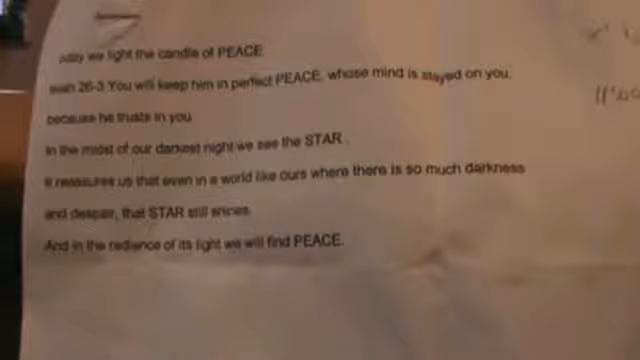 oday we light the candle of PEACE
aiah 26-3 You will keep him in perfect PEACE, whose mind is stayed on you,
because he trusts in you
In the midst of our darkest night we see the STAR .
It reassures us that even in a world like ours where there is so much darkness
and despair, that STAR still shines
And in the radiance of its light we will find PEACE.